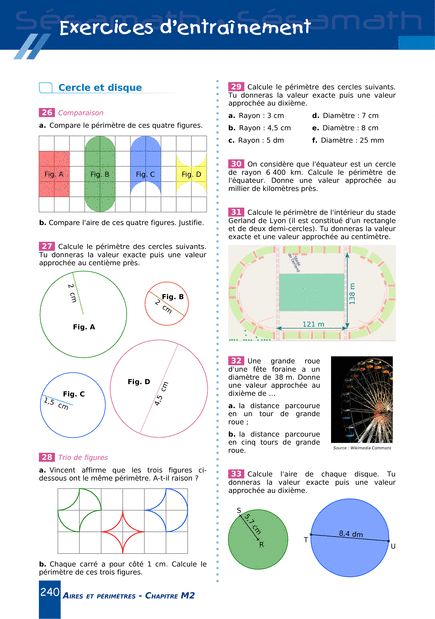 Sésamath
Sésamath
Exercices d'entraînement
Cercle et disque
26 Comparaison
a. Compare le périmètre de ces quatre figures.
Fig. A
Fig. B
Fig. C
Fig. D
b. Compare l'aire de ces quatre figures. Justifie.
27 Calcule le périmètre des cercles suivants.
Tu donneras la valeur exacte puis une valeur
approchée au centième près.
2 cm
Fig. A
Fig. B
2 cm
Fig. C
1,5 cm
Fig. D
4,5 cm
28 Trio de figures
a. Vincent affirme que les trois figures ci-
dessous ont le même périmètre. A-t-il raison ?
b. Chaque carré a pour côté 1 cm. Calcule le
périmètre de ces trois figures.
29 Calcule le périmètre des cercles suivants.
Tu donneras la valeur exacte puis une valeur
approchée au dixième.
a. Rayon : 3 cm
d. Diamètre : 7 cm
b. Rayon : 4,5 cm
e. Diamètre : 8 cm
c. Rayon : 5 dm
f. Diamètre : 25 mm
30 On considère que l'équateur est un cercle
de rayon 6 400 km. Calcule le périmètre de
l'équateur. Donne une valeur approchée au
millier de kilomètres près.
31 Calcule le périmètre de l'intérieur du stade
Gerland de Lyon (il est constitué d'un rectangle
et de deux demi-cercles). Tu donneras la valeur
exacte et une valeur approchée au centimètre.
138 m
121 m
32 Une grande roue
d'une fête foraine a un
diamètre de 38 m. Donne
une valeur approchée au
dixième de ...
a. la distance parcourue
en un tour de grande
roue ;
b. la distance parcourue
en cinq tours de grande
roue.
Source : Wikimedia Commons
33 Calcule l'aire de chaque disque. Tu
donneras la valeur exacte puis une valeur
approchée au dixième.
S
5,7 cm
R
T
8,4 dm
U
240 Aires et périmètres - Chapitre M2